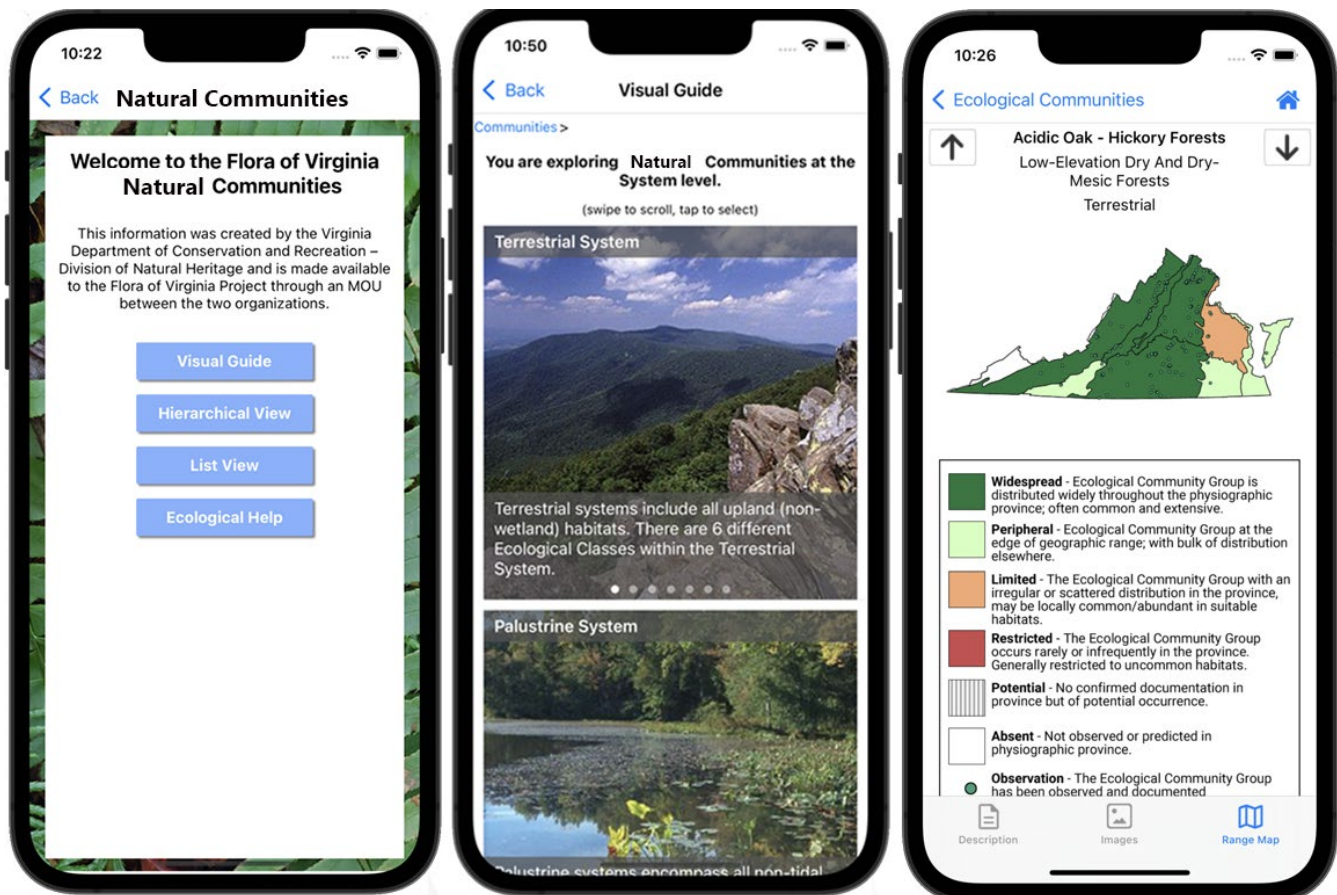 10:22
Back Natural Communities
Welcome to the Flora of Virginia
Natural Communities
This information was created by the Virginia
Department of Conservation and Recreation –
Division of Natural Heritage and is made available
to the Flora of Virginia Project through an MOU
between the two organizations.
Visual Guide
Hierarchical View
List View
Ecological Help
10:50
Back Visual Guide
Communities >
You are exploring Natural Communities at the
System level.
(swipe to scroll, tap to select)
Terrestrial System
Terrestrial systems include all upland (non-
wetland) habitats. There are 6 different
Ecological Classes within the Terrestrial
System.
Palustrine System
Palustrine systems encompass all non-tidal
10:26
Ecological Communities
Acidic Oak - Hickory Forests
Low-Elevation Dry And Dry-
Mesic Forests
Terrestrial
Widespread - Ecological Community Group is
distributed widely throughout the physiographic
province; often common and extensive.
Peripheral - Ecological Community Group at the
edge of geographic range; with bulk of distribution
elsewhere.
Limited - The Ecological Community Group with an
irregular or scattered distribution in the province,
may be locally common/abundant in suitable
habitats.
Restricted - The Ecological Community Group
occurs rarely or infrequently in the province.
Generally restricted to uncommon habitats.
Potential - No confirmed documentation in
province but of potential occurrence.
Absent - Not observed or predicted in
physiographic province.
Observation - The Ecological Community Group
has been observed and documented
Description Images Range Map